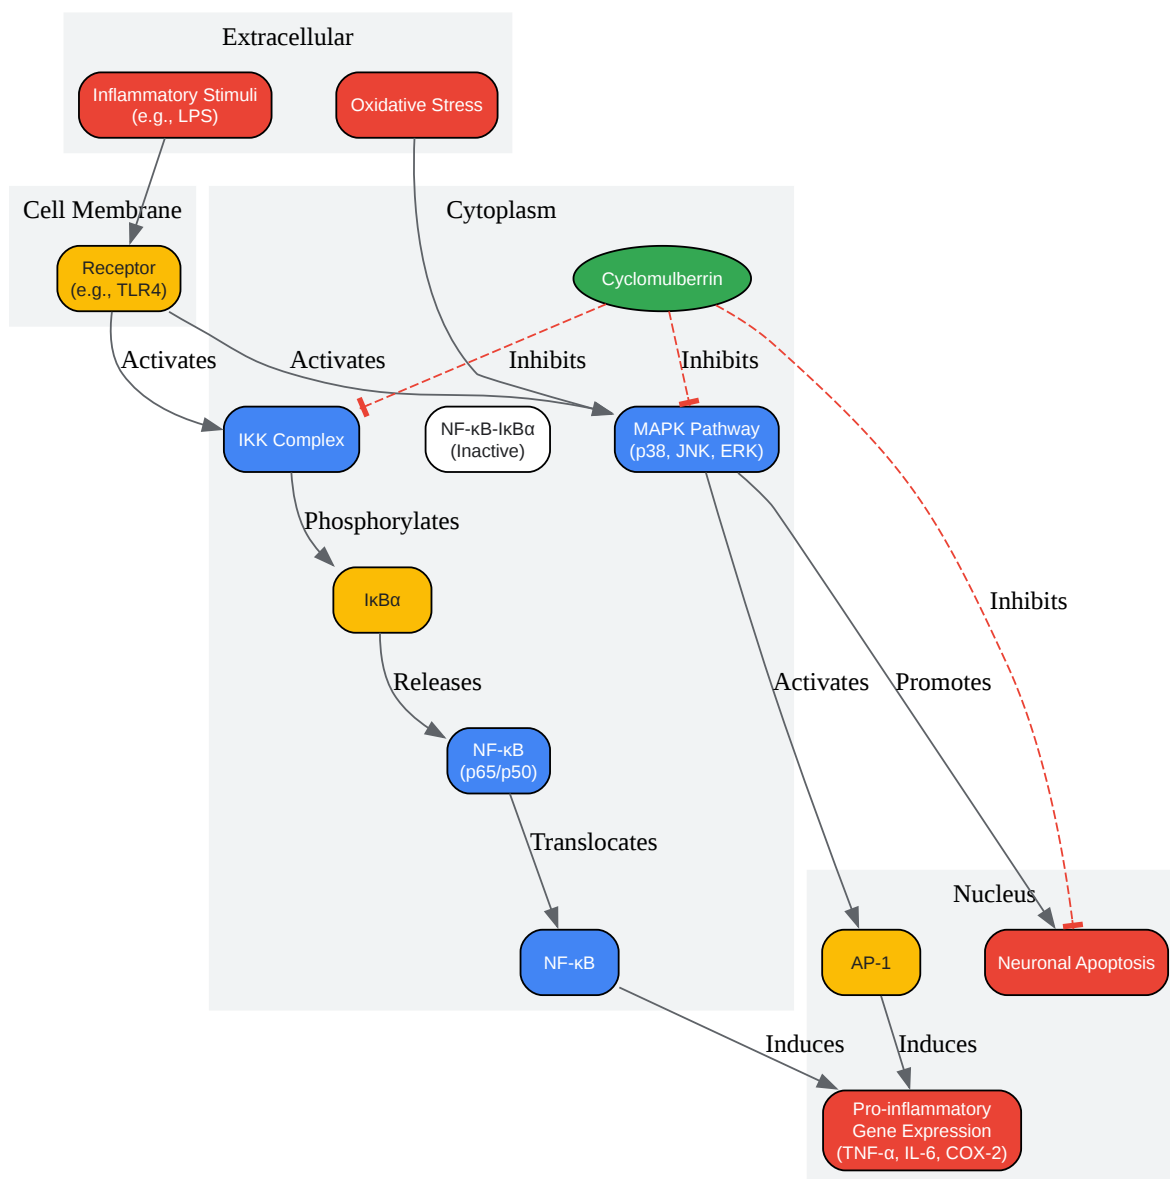 Extracellular
Inflammatory Stimuli
(e.g., LPS)
Oxidative Stress
Cell Membrane
Cytoplasm
Receptor
(e.g., TLR4)
Cyclomulberrin
Activates
Activates
Inhibits
Inhibits
IKK Complex
NF-κB-IκBα
(Inactive)
MAPK Pathway
(p38, JNK, ERK)
Phosphorylates
IκBα
Inhibits
Releases
Activates
Promotes
NF-κB
(p65/p50)
Translocates
Nucleus
NF-κB
AP-1
Neuronal Apoptosis
Induces
Induces
Pro-inflammatory
Gene Expression
(TNF-α, IL-6, COX-2)